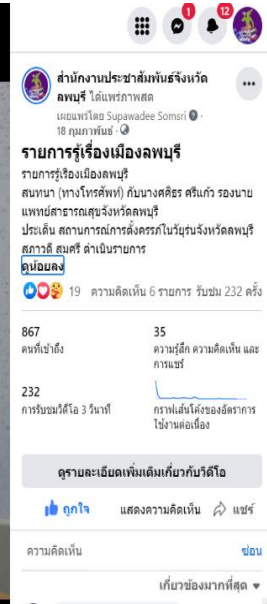 1
12
สำนักงานประชาสัมพันธ์จังหวัด
ลพบุรี ได้แพร่ภาพสด
เผยแพร่โดย Supawadee Somsri ·
18 กุมภาพันธ์ ·
รายการรู้เรื่องเมืองลพบุรี
รายการรู้เรื่องเมืองลพบุรี
สนทนา (ทางโทรศัพท์) กับนางศศิธร ศรีแก้ว รองนาย
แพทย์สาธารณสุขจังหวัดลพบุรี
ประเด็น สถานการณ์การตั้งครรภ์ในวัยรุ่นจังหวัดลพบุรี
สุภาวดี สมศรี ดำเนินรายการ
ดูน้อยลง
19 ความคิดเห็น 6 รายการ รับชม 232 ครั้ง
867
คนที่เข้าถึง
35
ความรู้สึก ความคิดเห็น และ
การแชร์
232
การรับชมวิดีโอ 3 วินาที
กราฟเส้นโค้งของอัตราการ
ใช้งานต่อเนื่อง
ดูรายละเอียดเพิ่มเติมเกี่ยวกับวิดีโอ
ถูกใจ แสดงความคิดเห็น แชร์
ความคิดเห็น ซ่อน
เกี่ยวข้องมากที่สุด